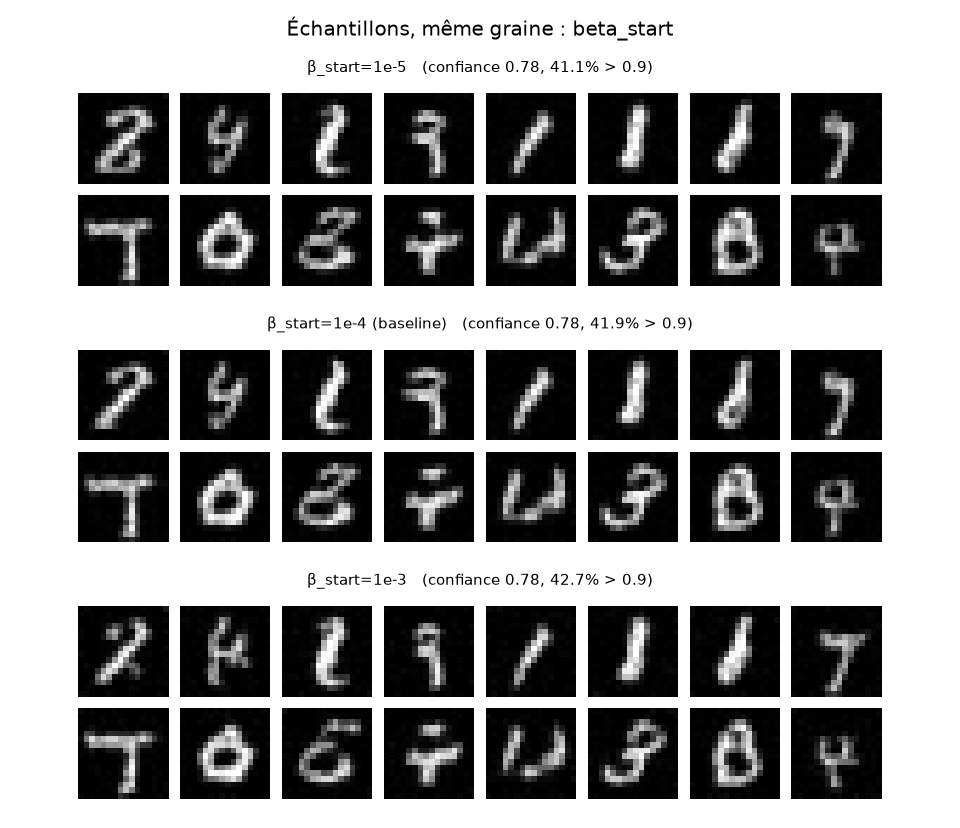 Échantillons, même graine : beta_start
β_start=1e-5 (confiance 0.78, 41.1% > 0.9)
β_start=1e-4 (baseline) (confiance 0.78, 41.9% > 0.9)
β_start=1e-3 (confiance 0.78, 42.7% > 0.9)